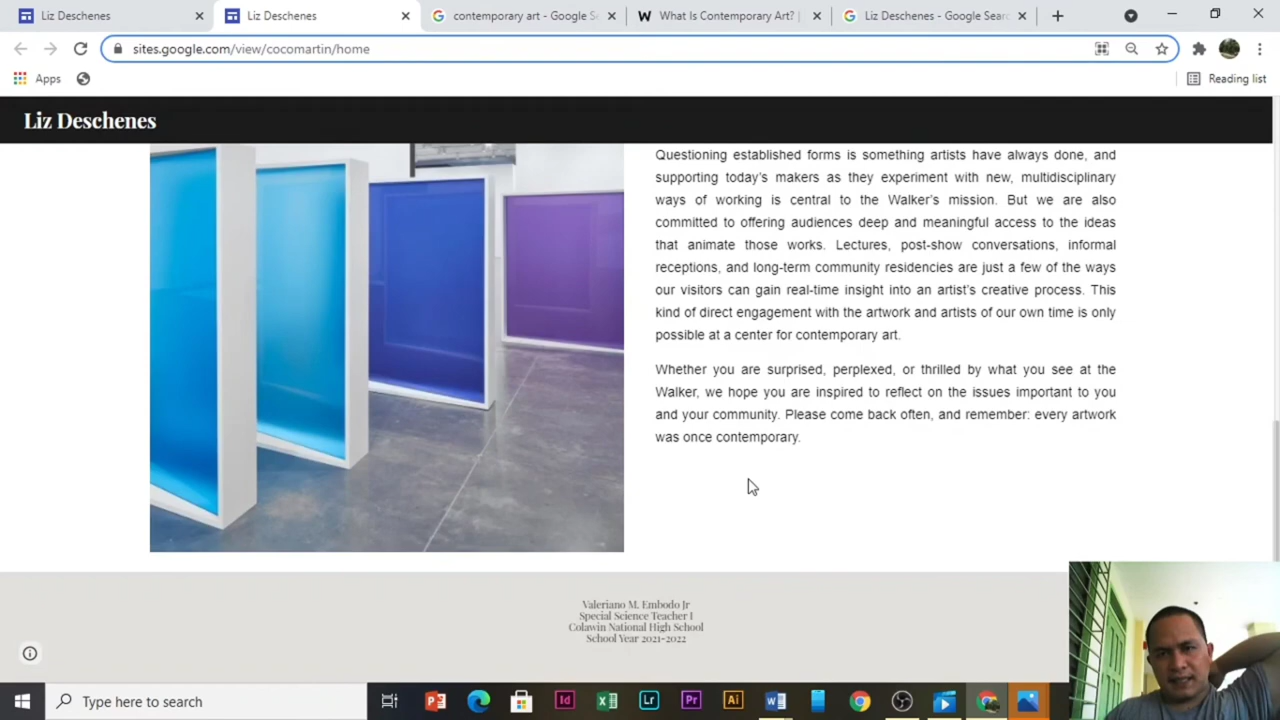 Liz Deschenes
Liz Deschenes
contemporary art - Google S
What Is Contemporary Art? |
Liz Deschenes - Google Sear
sites.google.com/view/cocomartin/home
Apps
Reading list
Liz Deschenes
Questioning established forms is something artists have always done, and
supporting today’s makers as they experiment with new, multidisciplinary
ways of working is central to the Walker’s mission. But we are also
committed to offering audiences deep and meaningful access to the ideas
that animate those works. Lectures, post-show conversations, informal
receptions, and long-term community residencies are just a few of the ways
our visitors can gain real-time insight into an artist’s creative process. This
kind of direct engagement with the artwork and artists of our own time is only
possible at a center for contemporary art.
Whether you are surprised, perplexed, or thrilled by what you see at the
Walker, we hope you are inspired to reflect on the issues important to you
and your community. Please come back often, and remember: every artwork
was once contemporary.
Valeriano M. Embodo Jr
Special Science Teacher I
Colawin National High School
School Year 2021-2022
Type here to search